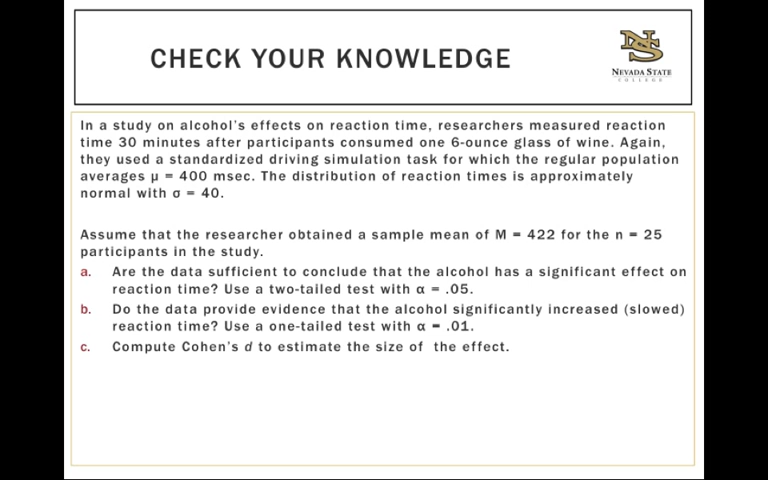 CHECK YOUR KNOWLEDGE
NS
NEVADA STATE
COLLEGE
In a study on alcohol's effects on reaction time, researchers measured reaction
time 30 minutes after participants consumed one 6-ounce glass of wine. Again,
they used a standardized driving simulation task for which the regular population
averages μ = 400 msec. The distribution of reaction times is approximately
normal with σ = 40.
Assume that the researcher obtained a sample mean of M = 422 for the n = 25
participants in the study.
a. Are the data sufficient to conclude that the alcohol has a significant effect on
reaction time? Use a two-tailed test with α = .05.
b. Do the data provide evidence that the alcohol significantly increased (slowed)
reaction time? Use a one-tailed test with α = .01.
c. Compute Cohen's d to estimate the size of the effect.